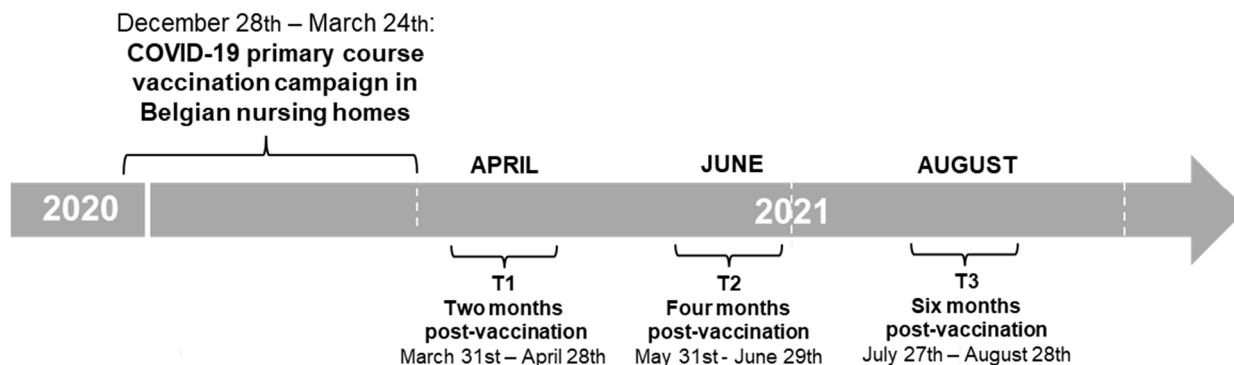 December 28th – March 24th:
COVID-19 primary course
vaccination campaign in
Belgian nursing homes
APRIL
JUNE
AUGUST
2020
2021
T1
Two months
post-vaccination
March 31st – April 28th
T2
Four months
post-vaccination
May 31st - June 29th
T3
Six months
post-vaccination
July 27th – August 28th